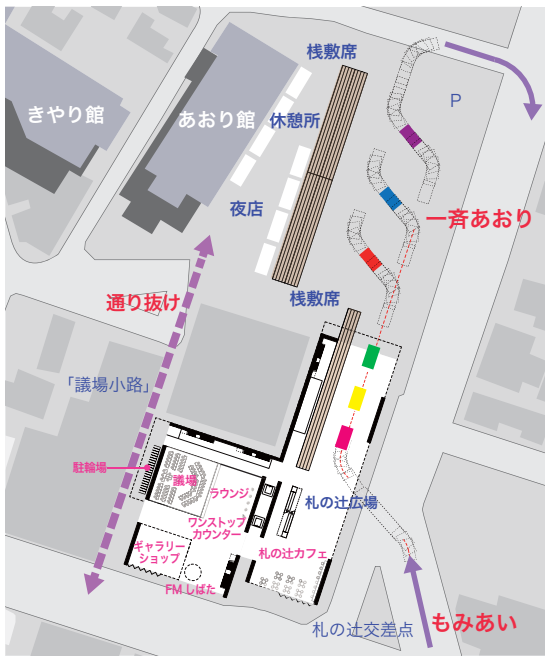 桟敷席
P
きやり館
あおり館
休憩所
夜店
一斉あおり
桟敷席
通り抜け
「議場小路」
駐輪場
議場
ラウンジ
札の辻広場
ワンストップ
カウンター
ギャラリー
ショップ
札の辻カフェ
FMしばた
もみあい
札の辻交差点